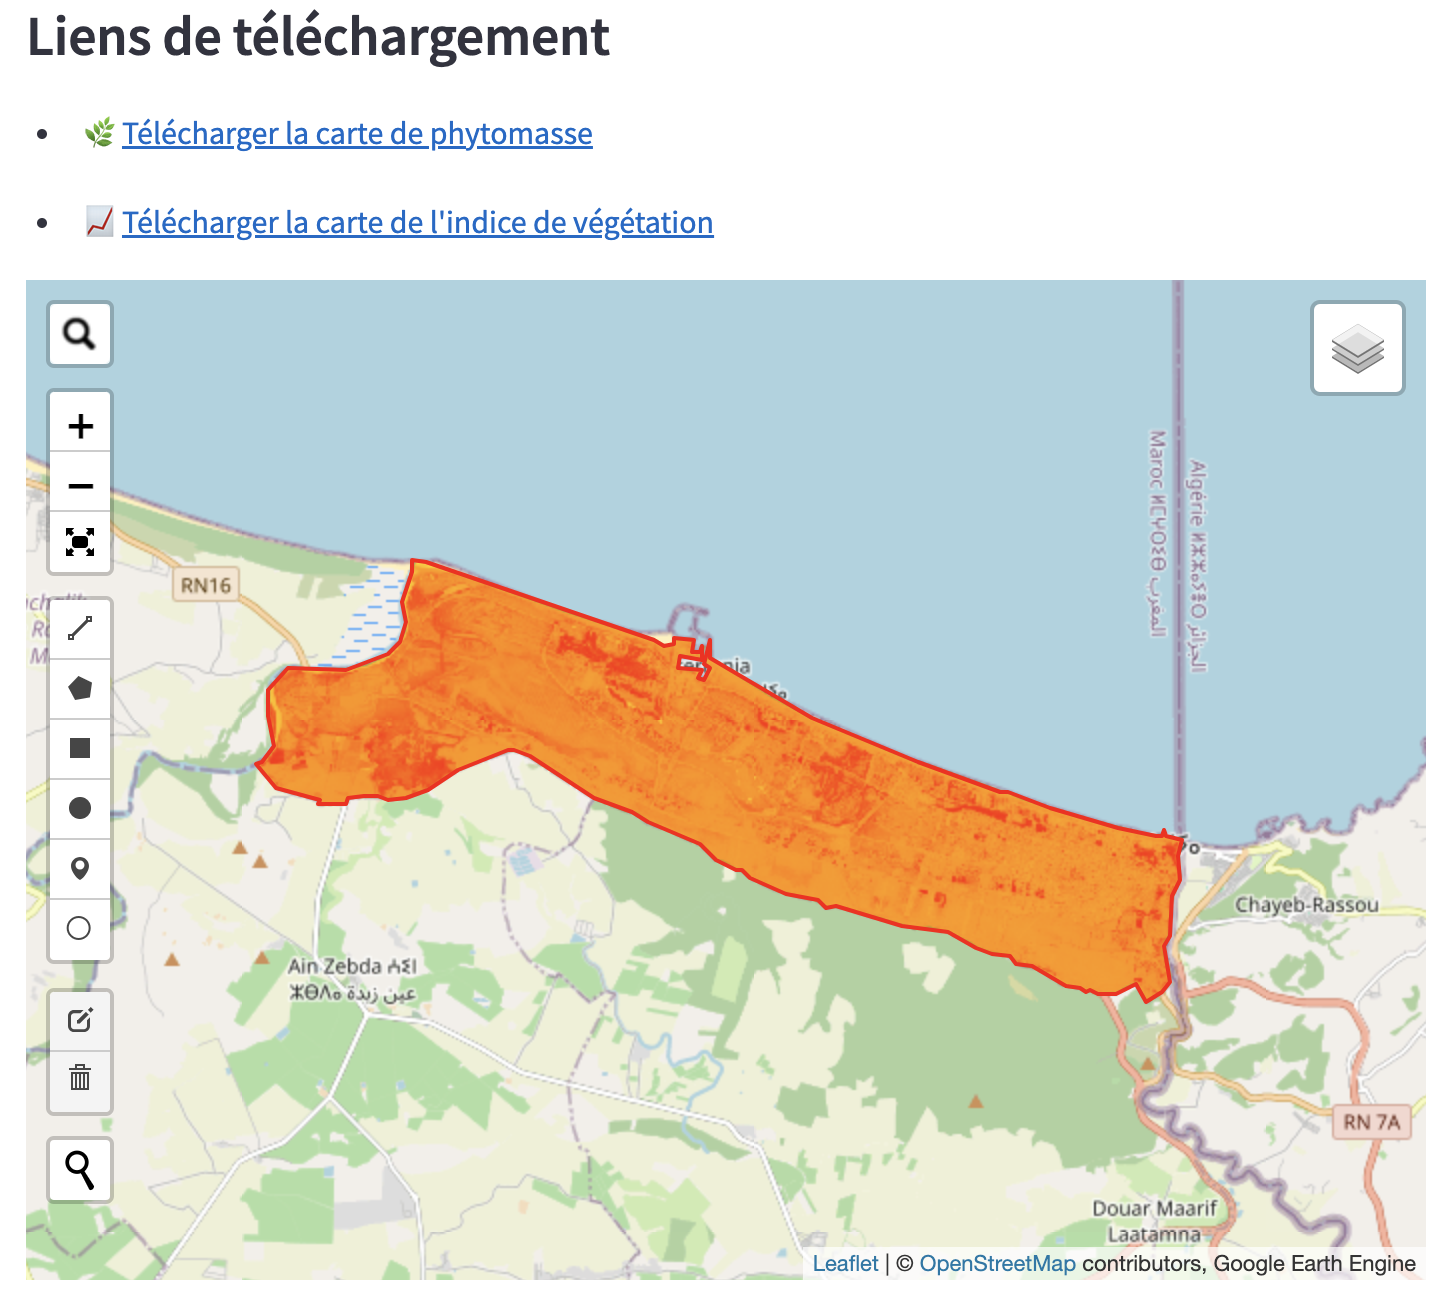 Liens de téléchargement
🌿 Télécharger la carte de phytomasse
📈 Télécharger la carte de l'indice de végétation
+
−
RN16
Maroc ⵍⵎⵖⵔⵉⴱ المغرب
Algérie ⵍⵣⵣⴰⵢⴻⵔ الجزائر
Chayeb-Rassou
Ain Zebda ⵄⵉⵏ
ⵣⴱⴷⴰ عين زبدة
RN 7A
Douar Maarif
Laatamna
Leaflet | © OpenStreetMap contributors, Google Earth Engine